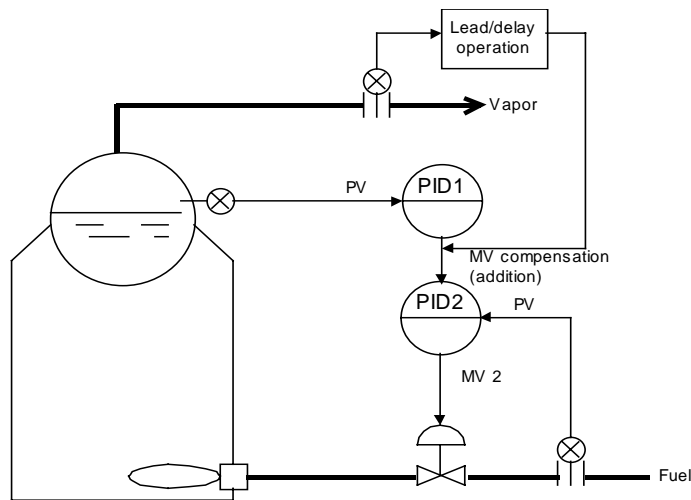 Lead/delay
operation
Vapor
PV
PID1
MV compensation
(addition)
PID2
PV
MV 2
Fuel